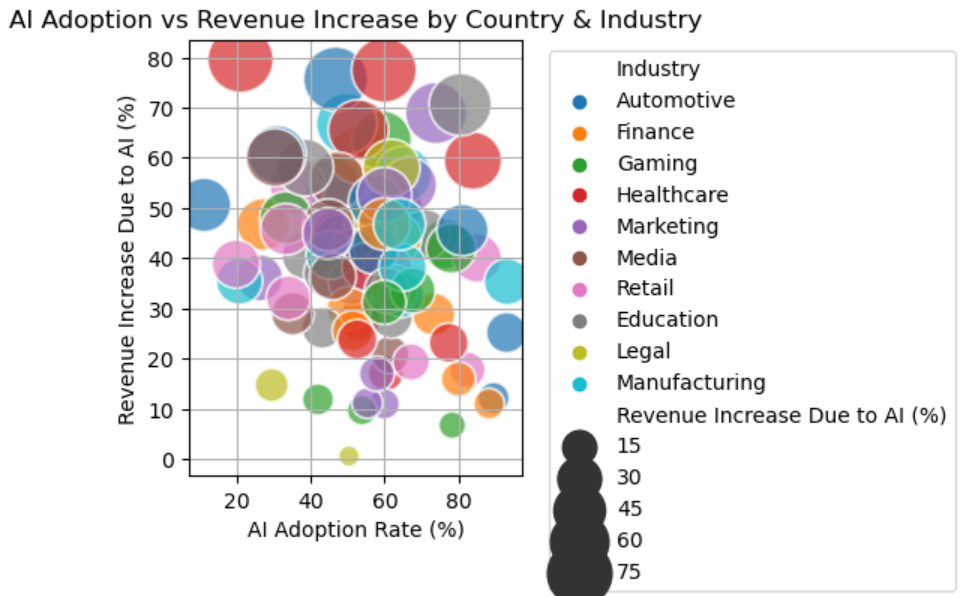 AI Adoption vs Revenue Increase by Country & Industry
Revenue Increase Due to AI (%)
80
70
60
50
40
30
20
10
0
20 40 60 80
AI Adoption Rate (%)
Industry
Automotive
Finance
Gaming
Healthcare
Marketing
Media
Retail
Education
Legal
Manufacturing
Revenue Increase Due to AI (%)
15
30
45
60
75